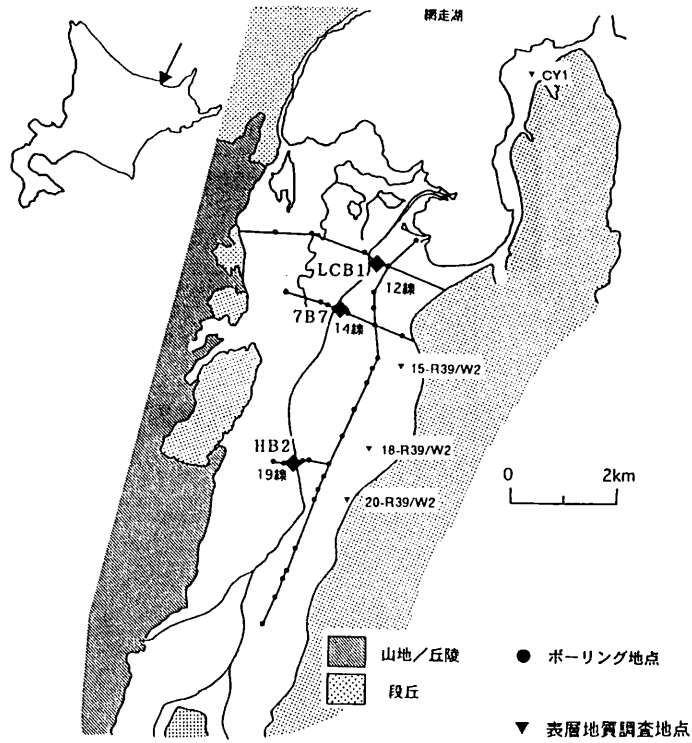 網走湖
CY1
LCB1
12線
7B7
14線
15-R39/W2
HB2
18-R39/W2
19線
20-R39/W2
0 2km
山地/丘陵
段丘
ボーリング地点
表層地質調査地点